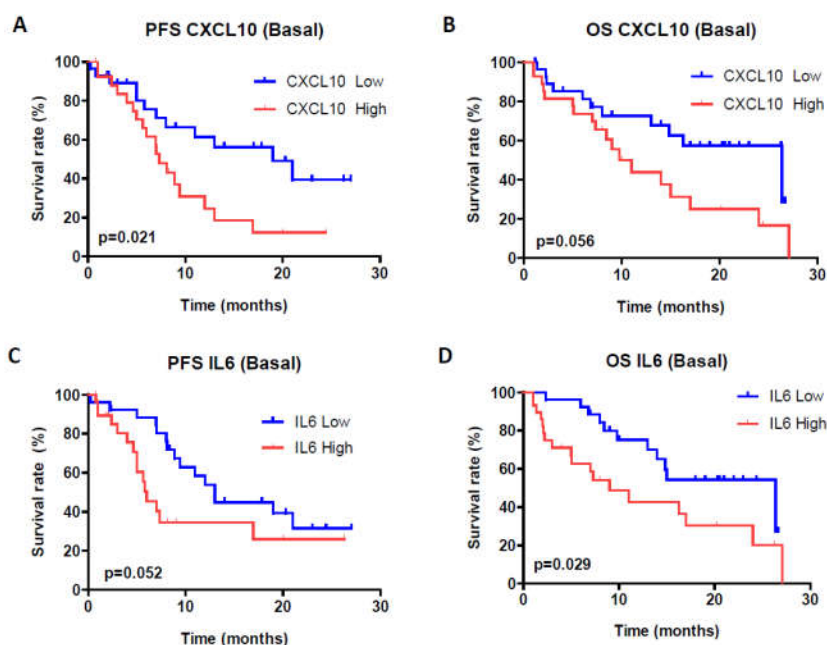 A
PFS CXCL10 (Basal)
Survival rate (%)
100
80
60
40
20
0
CXCL10 Low
CXCL10 High
p=0.021
0 10 20 30
Time (months)
B
OS CXCL10 (Basal)
Survival rate (%)
100
80
60
40
20
0
CXCL10 Low
CXCL10 High
p=0.056
0 10 20 30
Time (months)
C
PFS IL6 (Basal)
Survival rate (%)
100
80
60
40
20
0
IL6 Low
IL6 High
p=0.052
0 10 20 30
Time (months)
D
OS IL6 (Basal)
Survival rate (%)
100
80
60
40
20
0
IL6 Low
IL6 High
p=0.029
0 10 20 30
Time (months)